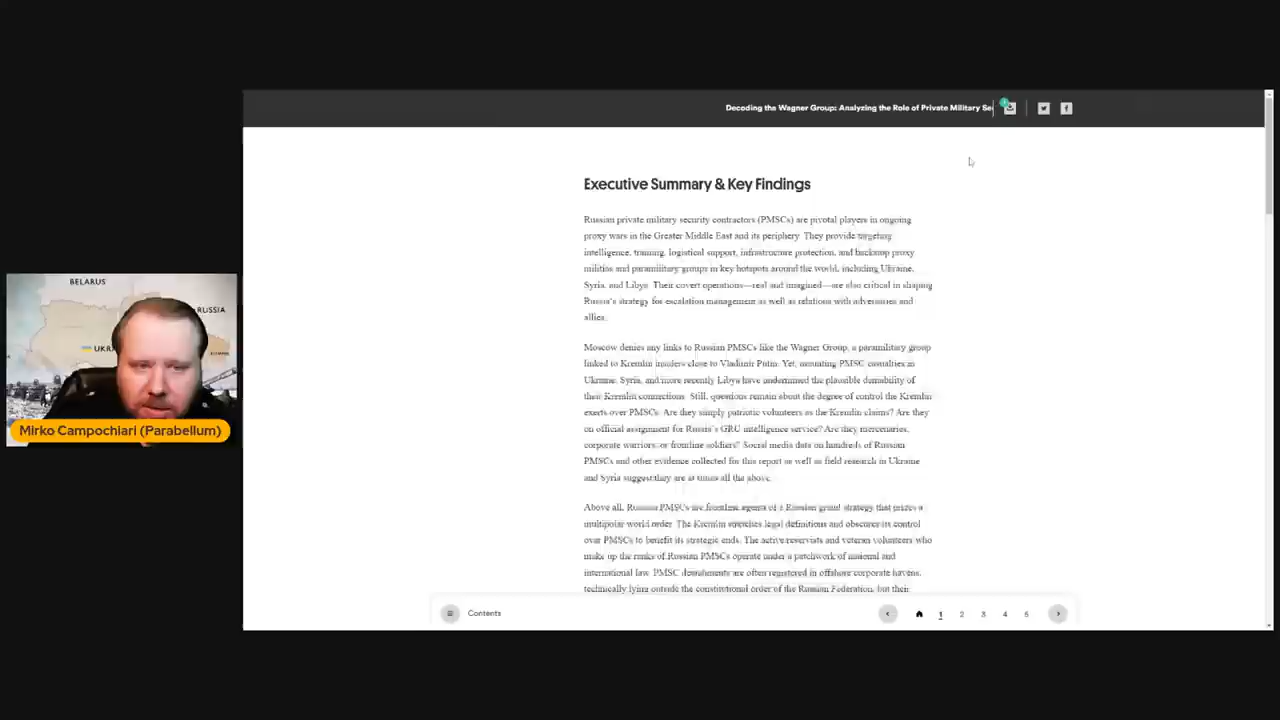 Decoding the Wagner Group: Analyzing the Role of Private Military Se
Executive Summary & Key Findings
Russian private military security contractors (PMSCs) are pivotal players in ongoing
proxy wars in the Greater Middle East and its periphery. They provide targeting
intelligence, training, logistical support, infrastructure protection, and backstop proxy
militias and paramilitary groups in key hotspots around the world, including Ukraine,
Syria, and Libya. Their covert operations—real and imagined—are also critical in shaping
Russia's strategy for escalation management as well as relations with adversaries and
allies.
Moscow denies any links to Russian PMSCs like the Wagner Group, a paramilitary group
linked to Kremlin insiders close to Vladimir Putin. Yet, mounting PMSC casualties in
Ukraine, Syria, and more recently Libya have undermined the plausible deniability of
their Kremlin connections. Still, questions remain about the degree of control the Kremlin
exerts over PMSCs. Are they simply patriotic volunteers as the Kremlin claims? Are they
on official assignment for Russia's GRU intelligence service? Are they mercenaries,
corporate warriors, or frontline soldiers? Social media data on hundreds of Russian
PMSCs and other evidence collected for this report as well as field research in Ukraine
and Syria suggest they are at times all the above.
Above all, Russian PMSCs are frontline agents of a Russian grand strategy that prizes a
multipolar world order. The Kremlin stretches legal definitions and obscures its control
over PMSCs to benefit its strategic ends. The active reservists and veteran volunteers who
make up the ranks of Russian PMSCs operate under a patchwork of national and
international law. PMSC detachments are often registered in offshore corporate havens,
technically lying outside the constitutional order of the Russian Federation, but their
BELARUS
RUSSIA
UKR
Mirko Campochiari (Parabellum)
Contents
1 2 3 4 5